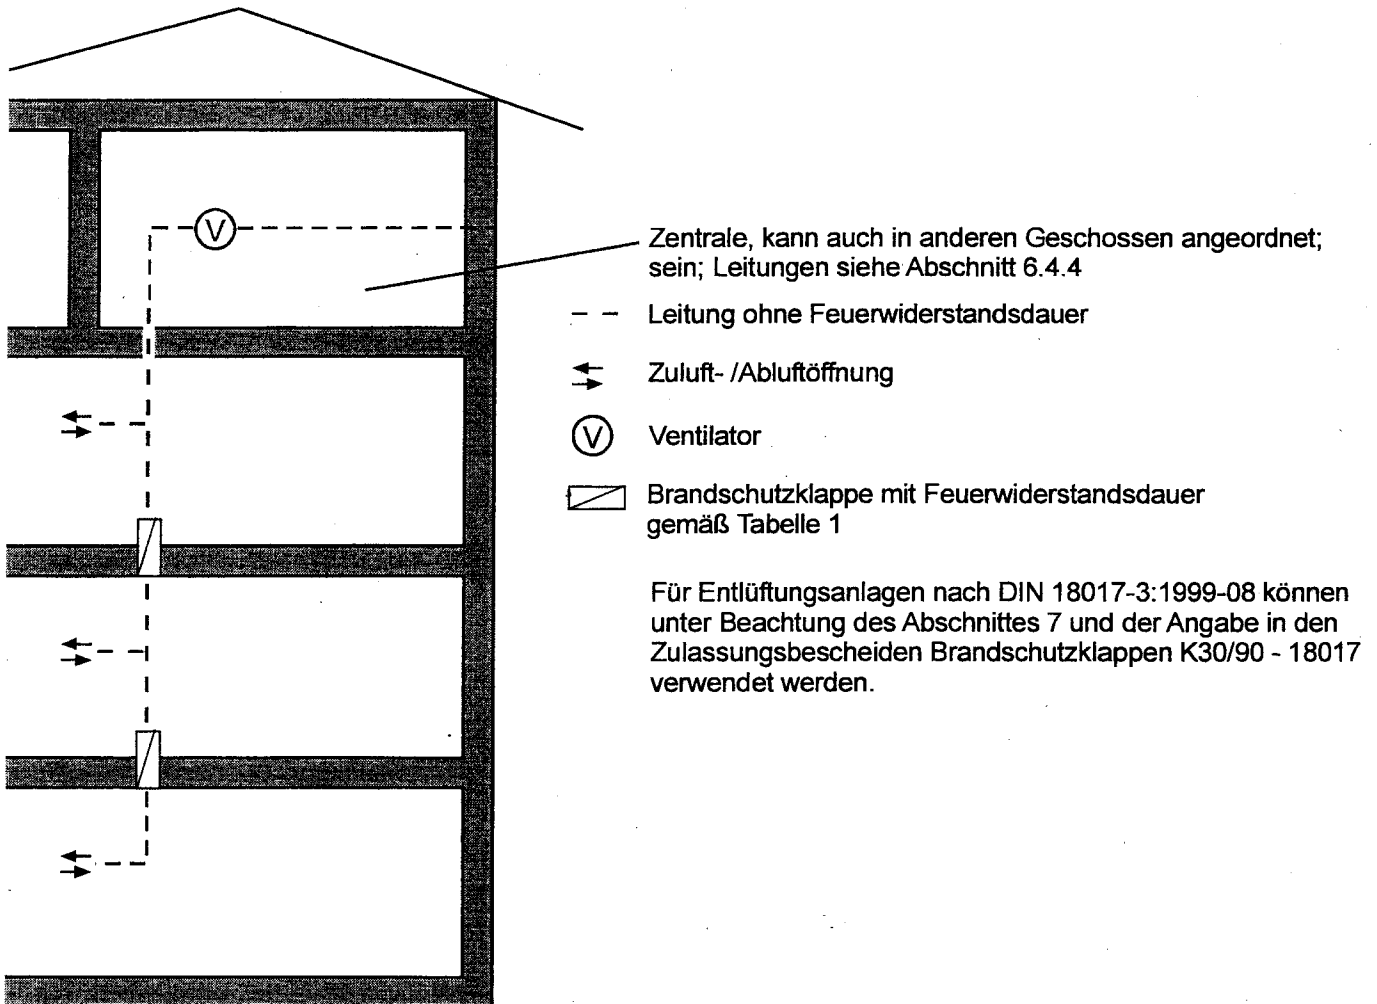 V
Zentrale, kann auch in anderen Geschossen angeordnet;
sein; Leitungen siehe Abschnitt 6.4.4
Leitung ohne Feuerwiderstandsdauer
Zuluft- /Abluftöffnung
V Ventilator
Brandschutzklappe mit Feuerwiderstandsdauer
gemäß Tabelle 1
Für Entlüftungsanlagen nach DIN 18017-3:1999-08 können
unter Beachtung des Abschnittes 7 und der Angabe in den
Zulassungsbescheiden Brandschutzklappen K30/90 - 18017
verwendet werden.